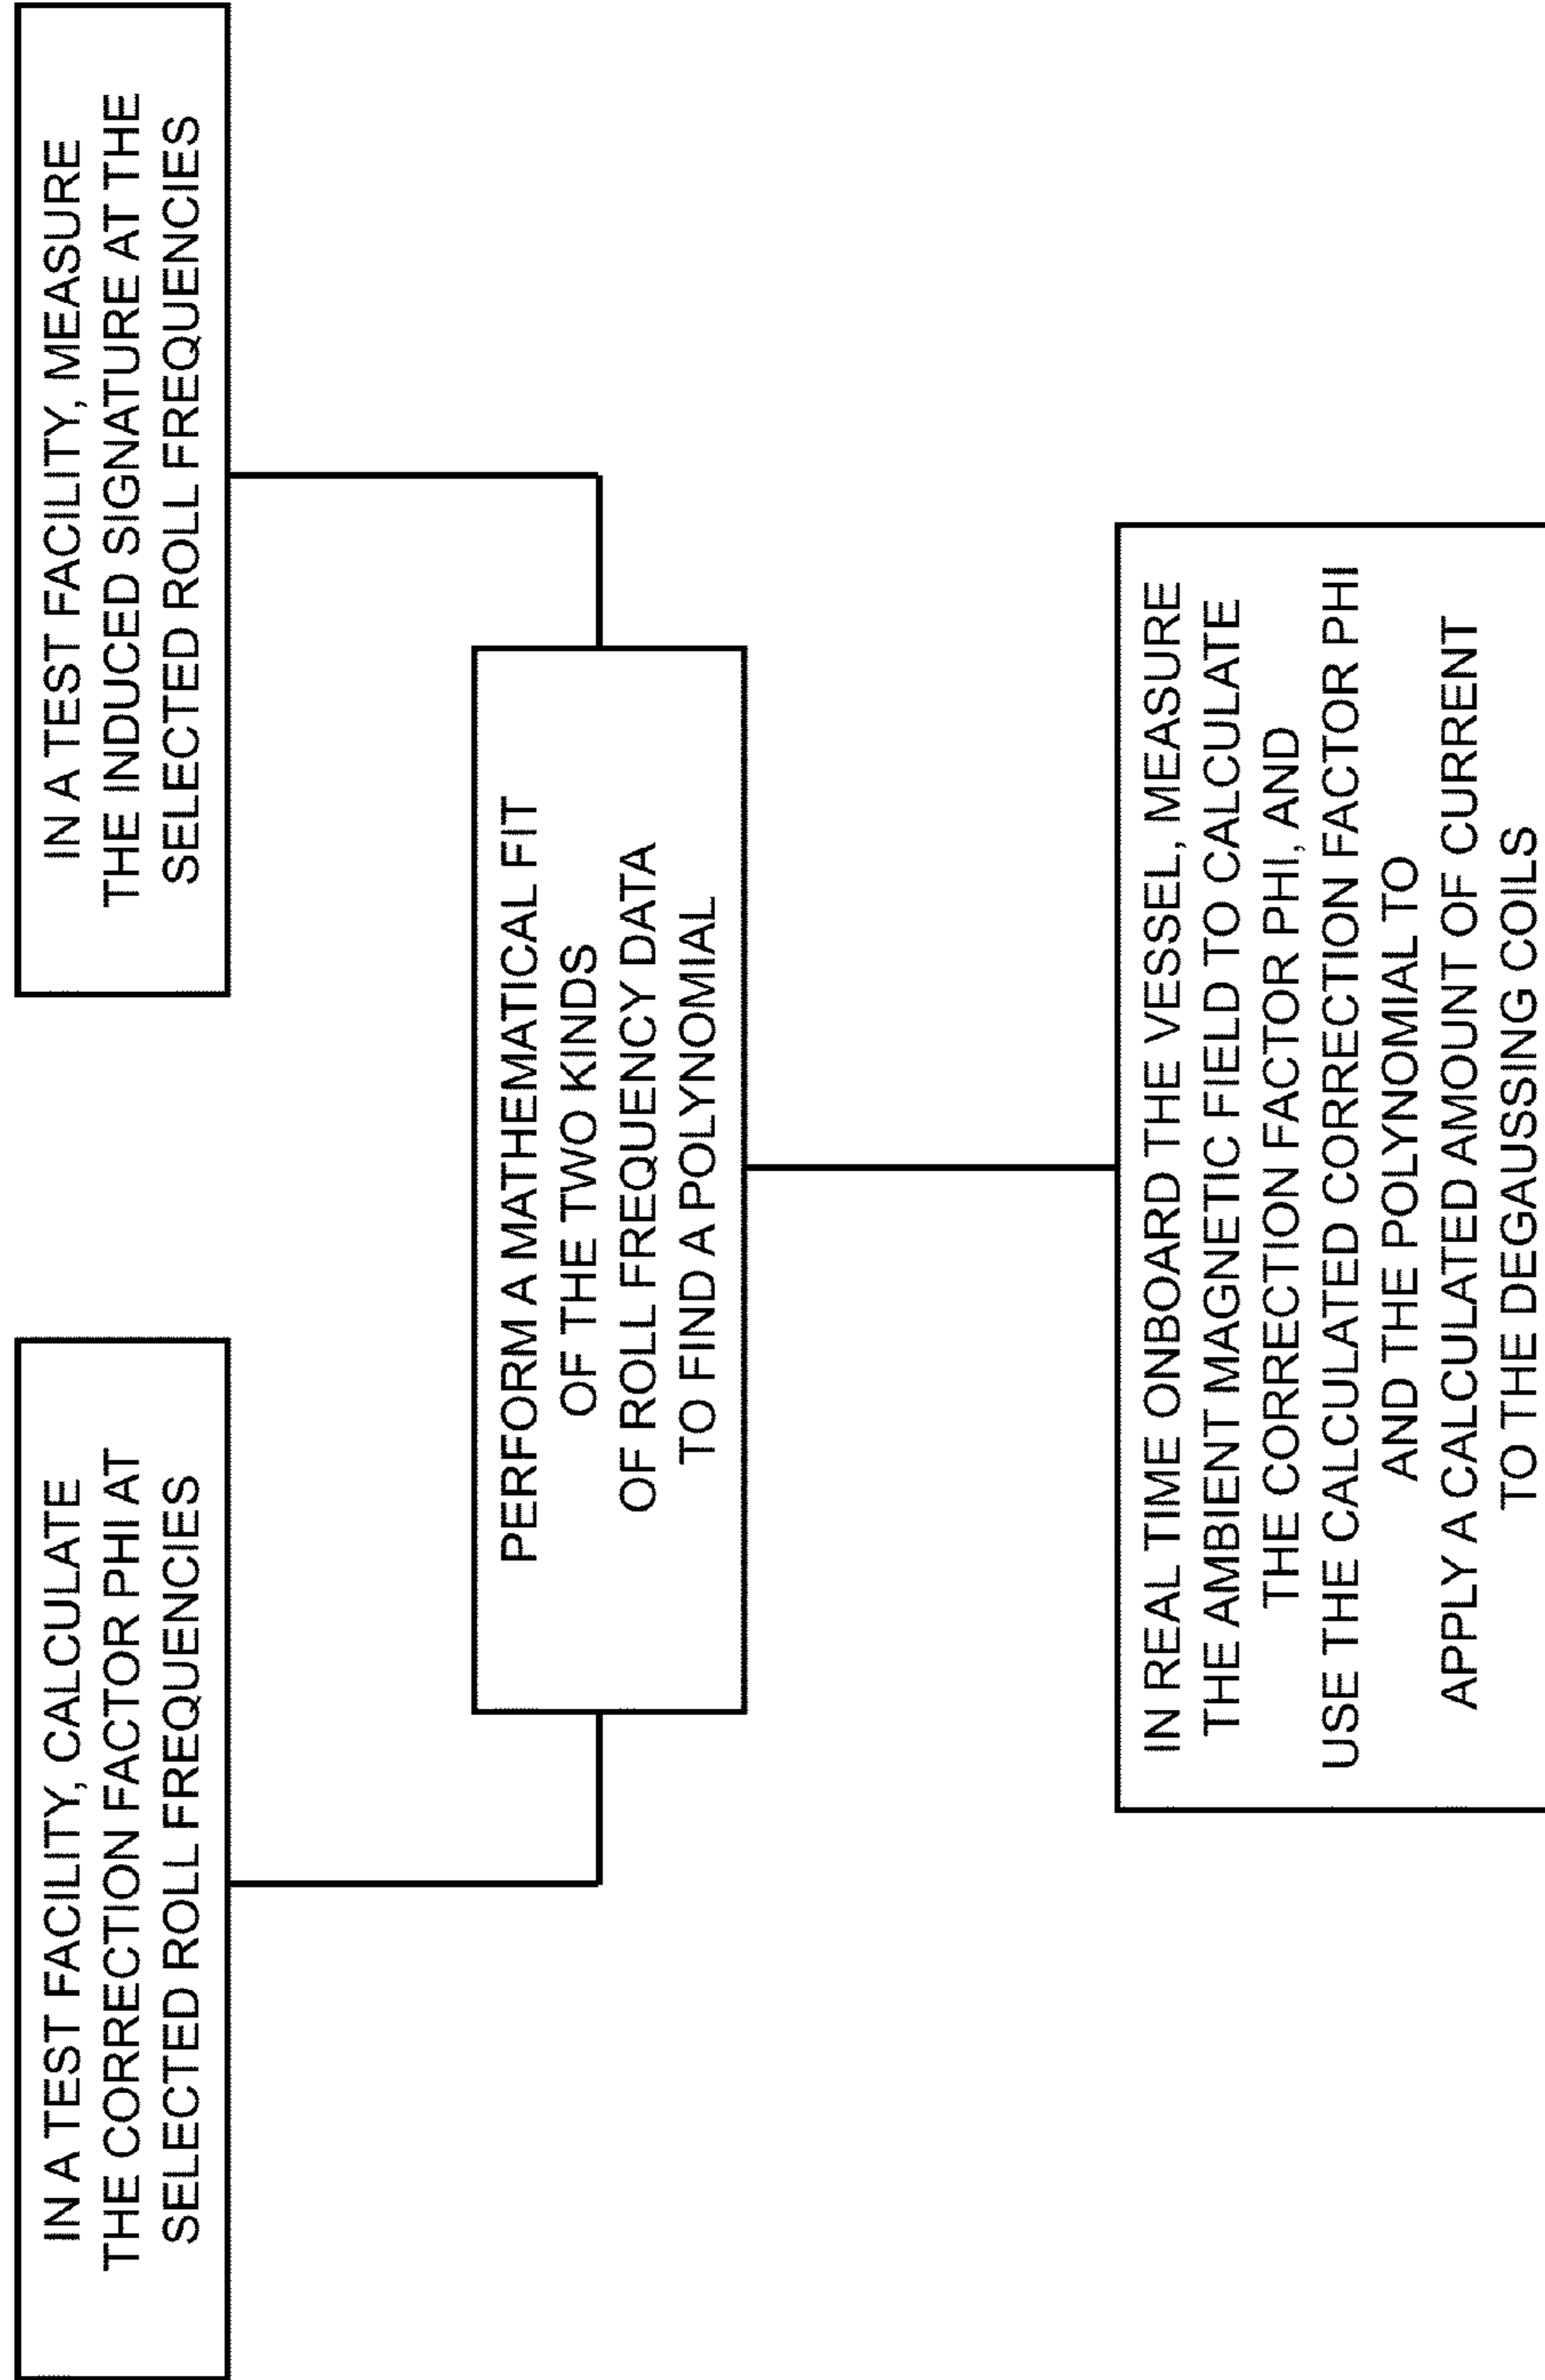 IN A TEST FACILITY, CALCULATE
THE CORRECTION FACTOR PHI AT
SELECTED ROLL FREQUENCIES
IN A TEST FACILITY, MEASURE
THE INDUCED SIGNATURE AT THE
SELECTED ROLL FREQUENCIES
PERFORM A MATHEMATICAL FIT
OF THE TWO KINDS
OF ROLL FREQUENCY DATA
TO FIND A POLYNOMIAL
IN REAL TIME ONBOARD THE VESSEL, MEASURE
THE AMBIENT MAGNETIC FIELD TO CALCULATE
THE CORRECTION FACTOR PHI, AND
USE THE CALCULATED CORRECTION FACTOR PHI
AND THE POLYNOMIAL TO
APPLY A CALCULATED AMOUNT OF CURRENT
TO THE DEGAUSSING COILS